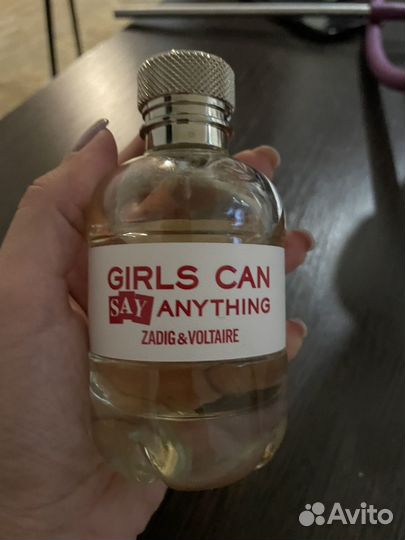 GIRLS CAN
SAY ANYTHING
ZADIG&VOLTAIRE
Avito